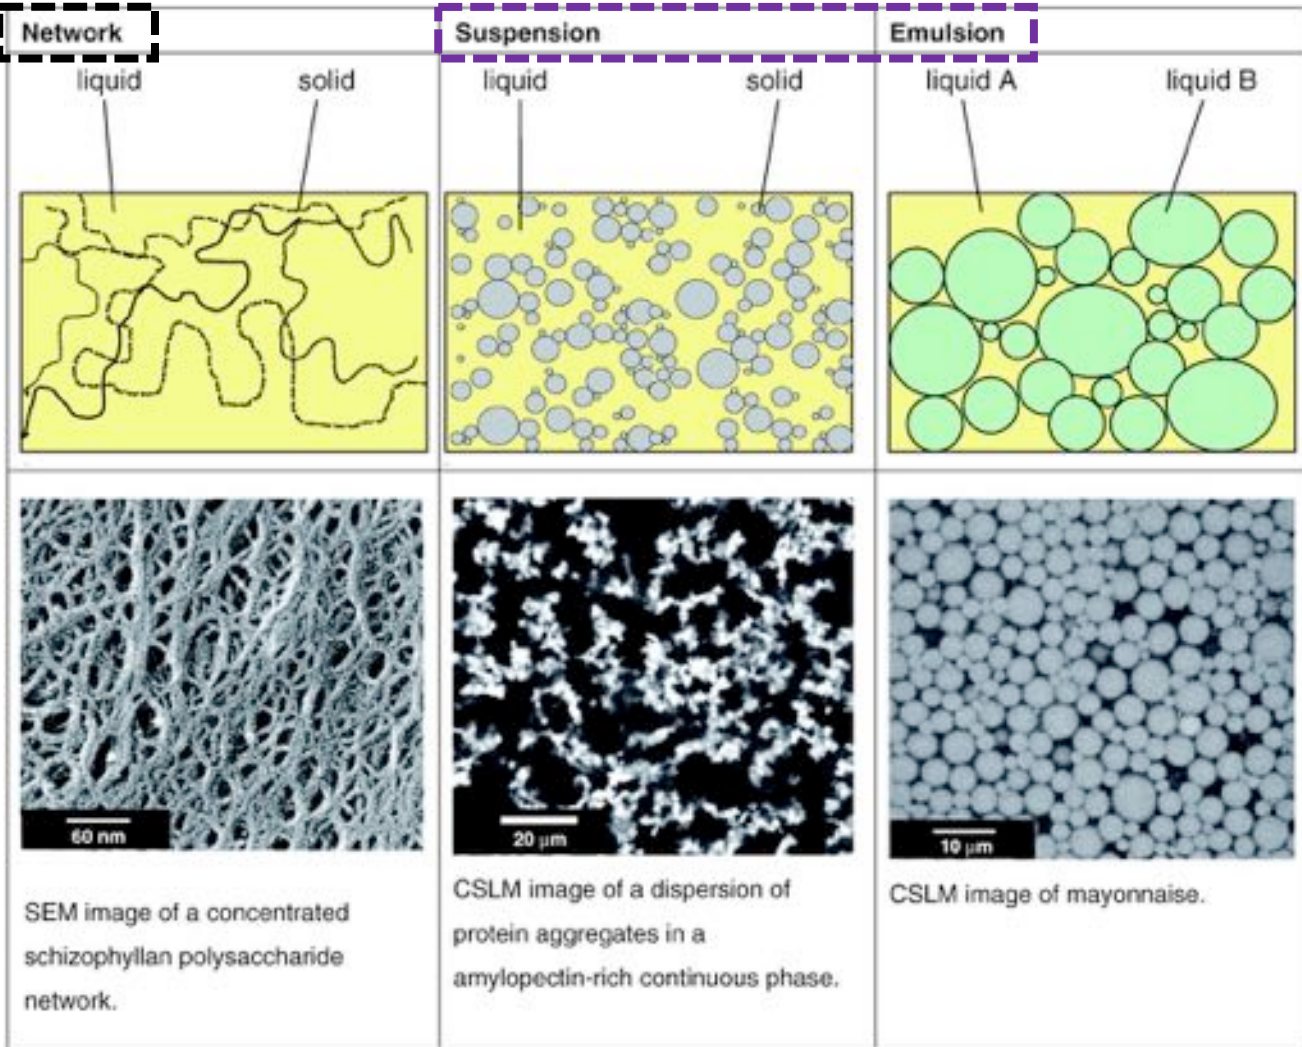 Network
Suspension
Emulsion
liquid
solid
liquid
solid
liquid A
liquid B
60 nm
20 μm
10 μm
SEM image of a concentrated
schizophyllan polysaccharide
network.
CSLM image of a dispersion of
protein aggregates in a
amylopectin-rich continuous phase.
CSLM image of mayonnaise.